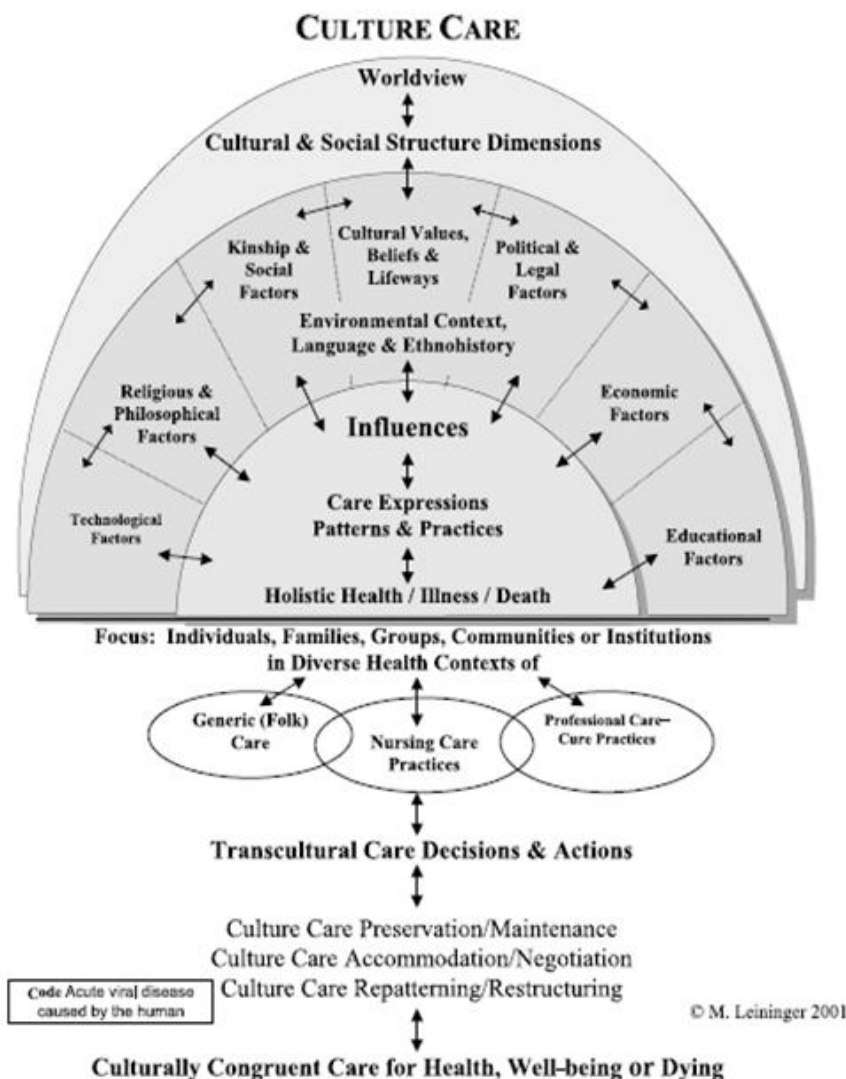 CULTURE CARE
Worldview
Cultural & Social Structure Dimensions
Kinship &
Social
Factors
Cultural Values,
Beliefs &
Lifeways
Political &
Legal
Factors
Environmental Context,
Language & Ethnohistory
Religious &
Philosophical
Factors
Economic
Factors
Influences
Technological
Factors
Care Expressions
Patterns & Practices
Educational
Factors
Holistic Health / Illness / Death
Focus: Individuals, Families, Groups, Communities or Institutions
in Diverse Health Contexts of
Generic (Folk)
Care
Nursing Care
Practices
Professional Care–
Cure Practices
Transcultural Care Decisions & Actions
Culture Care Preservation/Maintenance
Culture Care Accommodation/Negotiation
Culture Care Repatterning/Restructuring
Code Acute viral disease
caused by the human
© M. Leininger 2001
Culturally Congruent Care for Health, Well–being or Dying